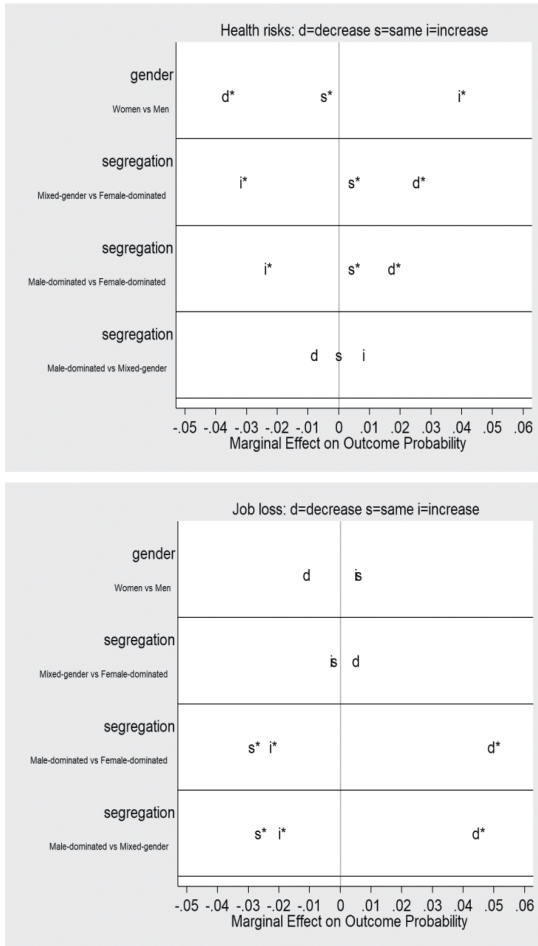 Health risks: d=decrease s=same i=increase
gender
d* s* i*
Women vs Men
segregation
i* s* d*
Mixed-gender vs Female-dominated
segregation
i* s* d*
Male-dominated vs Female-dominated
segregation
d s i
Male-dominated vs Mixed-gender
-.05 -.04 -.03 -.02 -.01 0 .01 .02 .03 .04 .05 .06
Marginal Effect on Outcome Probability
Job loss: d=decrease s=same i=increase
gender
d i s
Women vs Men
segregation
i s d
Mixed-gender vs Female-dominated
segregation
s* i* d*
Male-dominated vs Female-dominated
segregation
s* i* d*
Male-dominated vs Mixed-gender
-.05 -.04 -.03 -.02 -.01 0 .01 .02 .03 .04 .05 .06
Marginal Effect on Outcome Probability